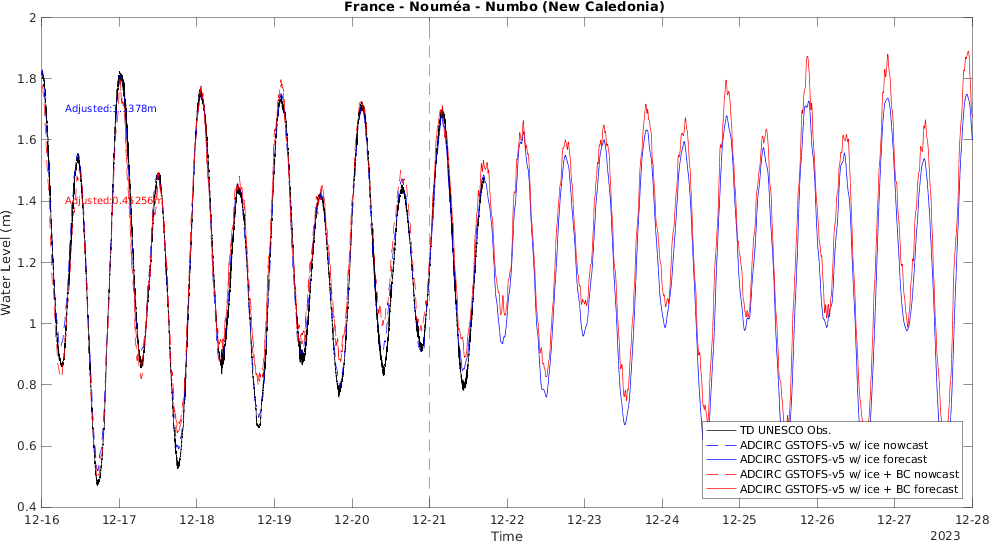 France - Nouméa - Numbo (New Caledonia)
2
1.8
1.6
1.4
1.2
1
0.8
0.6
0.4
Water Level (m)
Adjusted:
TD UNESCO Obs.
ADCIRC GSTOFS-v5 w/ ice nowcast
ADCIRC GSTOFS-v5 w/ ice forecast
ADCIRC GSTOFS-v5 w/ ice + BC nowcast
ADCIRC GSTOFS-v5 w/ ice + BC forecast
12-16 12-17 12-18 12-19 12-20 12-21 12-22 12-23 12-24 12-25 12-26 12-27 12-28
Time
2023